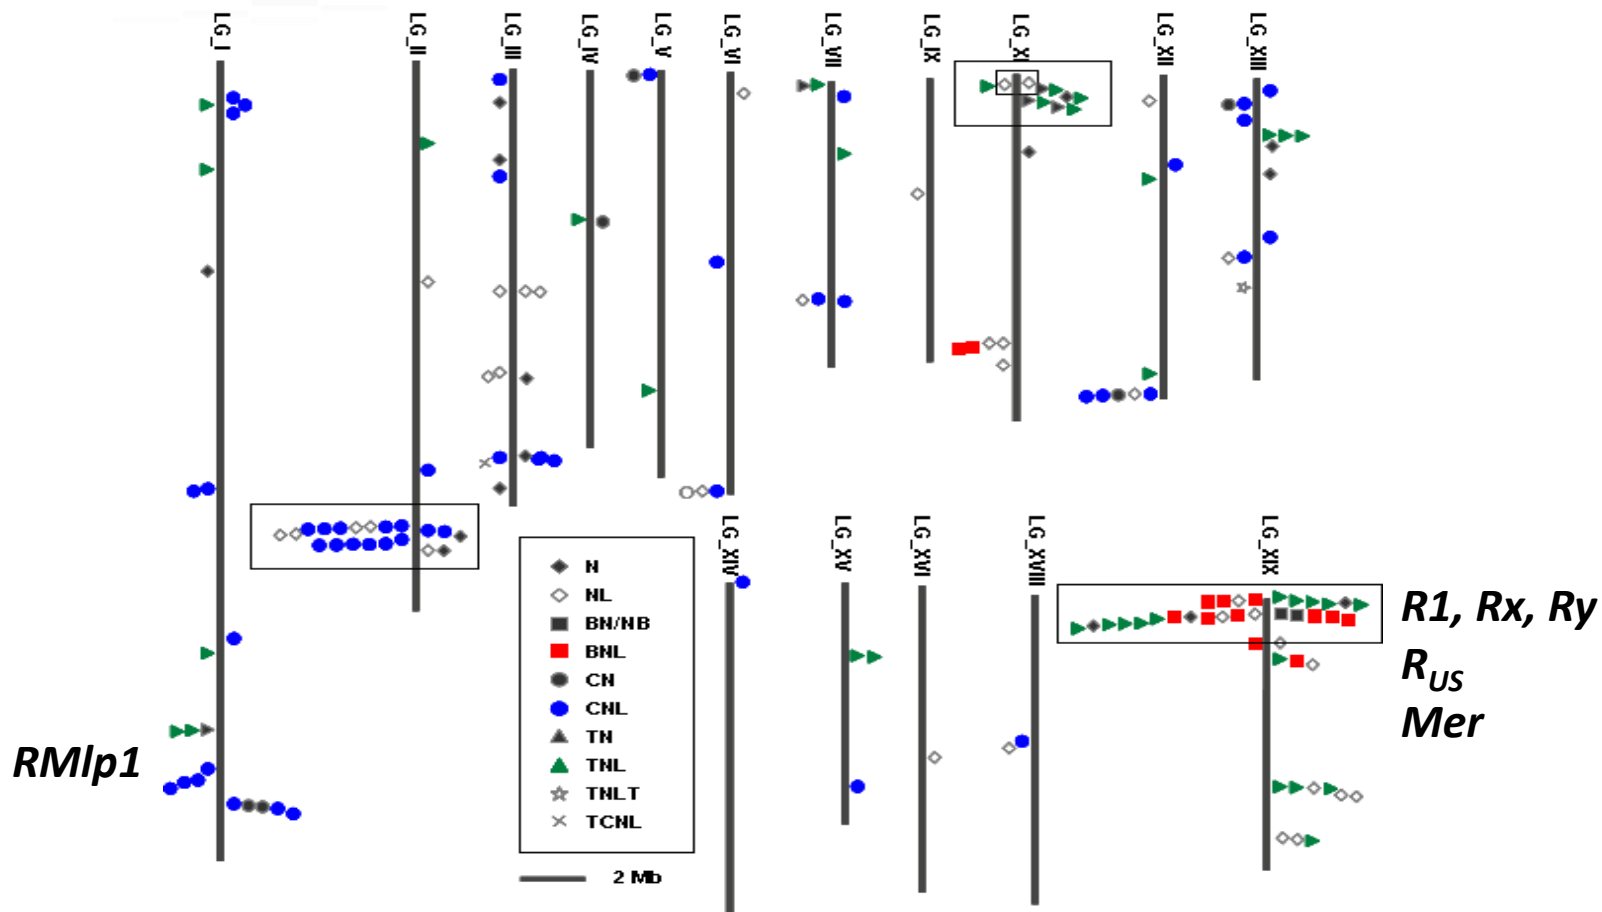 LG_I
LG_II
LG_III
LG_IV
LG_V
LG_VI
LG_VII
LG_IX
LG_XI
LG_XII
LG_XIII
LG_XIV
LG_XV
LG_XVI
LG_XVIII
LG_XIX
N
NL
BN/NB
BNL
CN
CNL
TN
TNL
TNLT
TCNL
2 Mb
RMlp1
R1, Rx, Ry
RUS
Mer